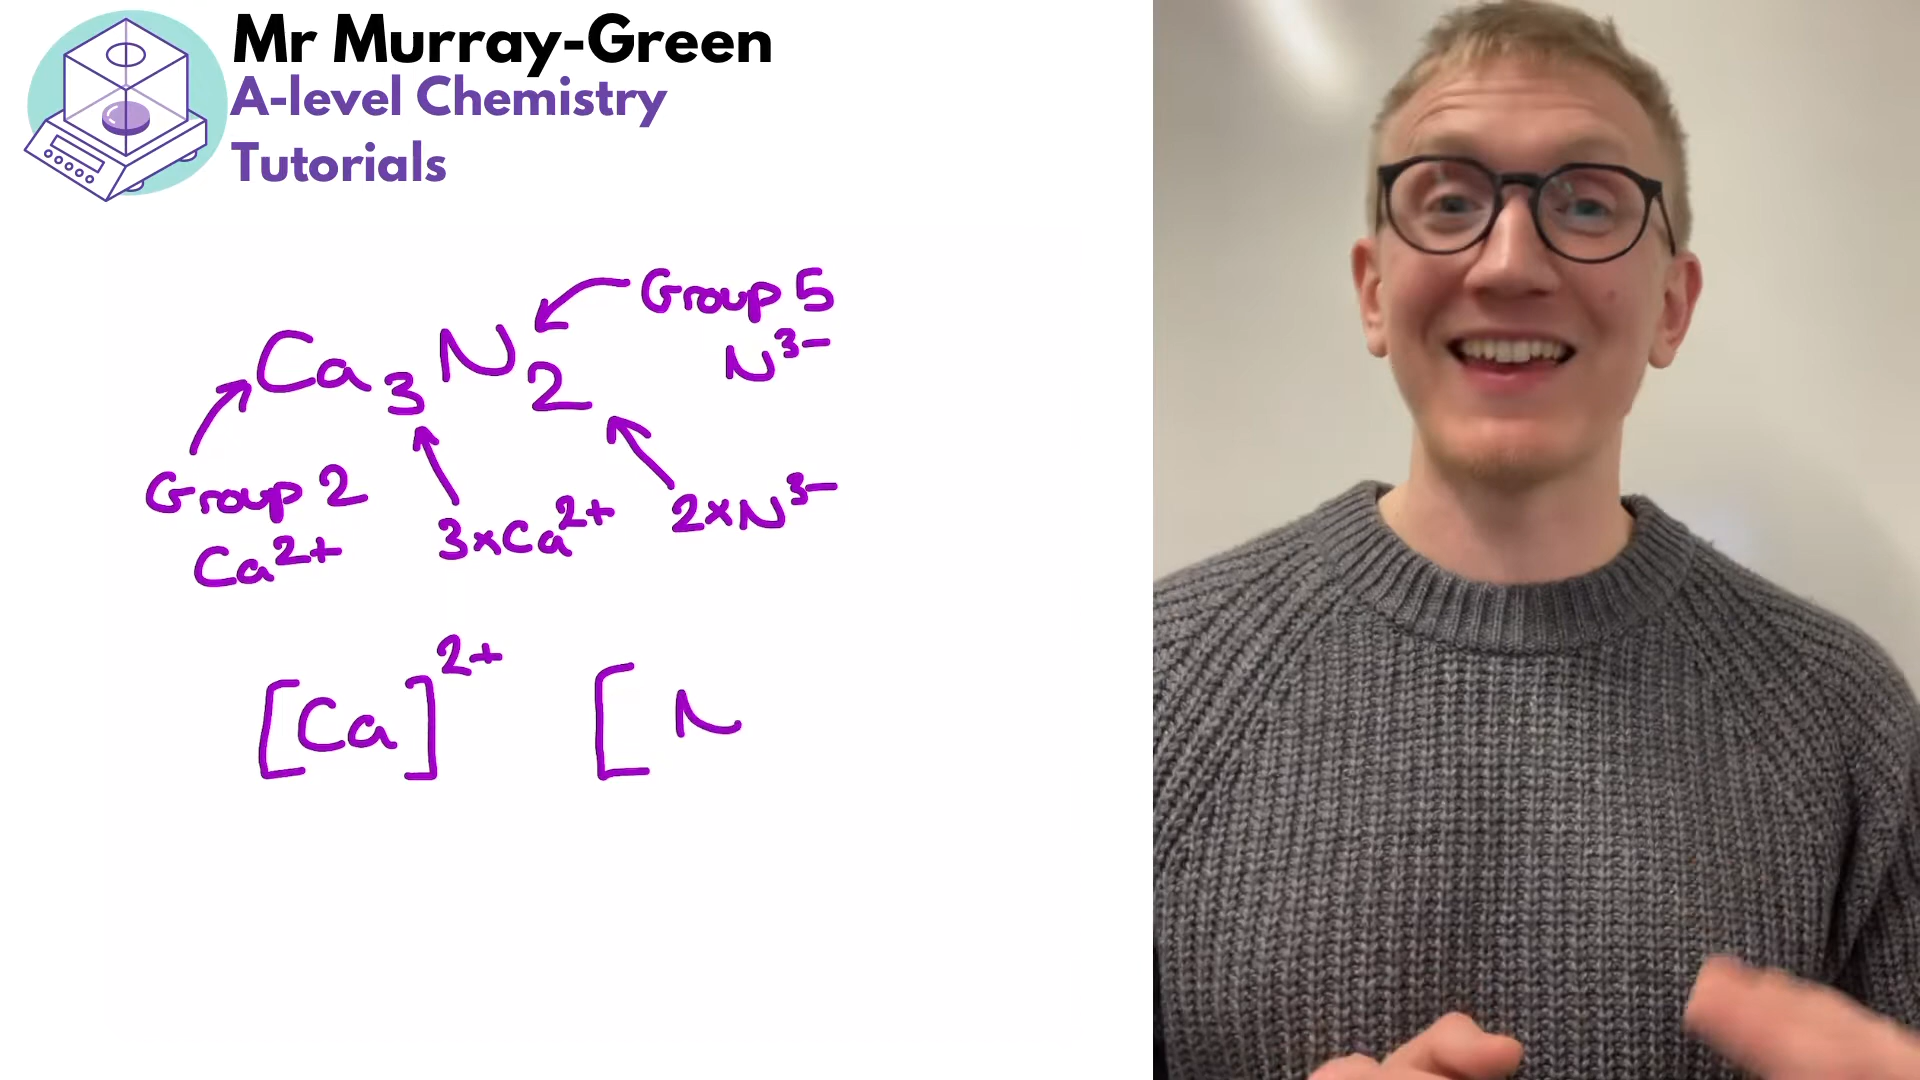 Mr Murray-Green
A-level Chemistry
Tutorials
Group 5
N³⁻
Ca₃N₂
Group 2
Ca²⁺
3×Ca²⁺
2×N³⁻
[Ca]²⁺ [N